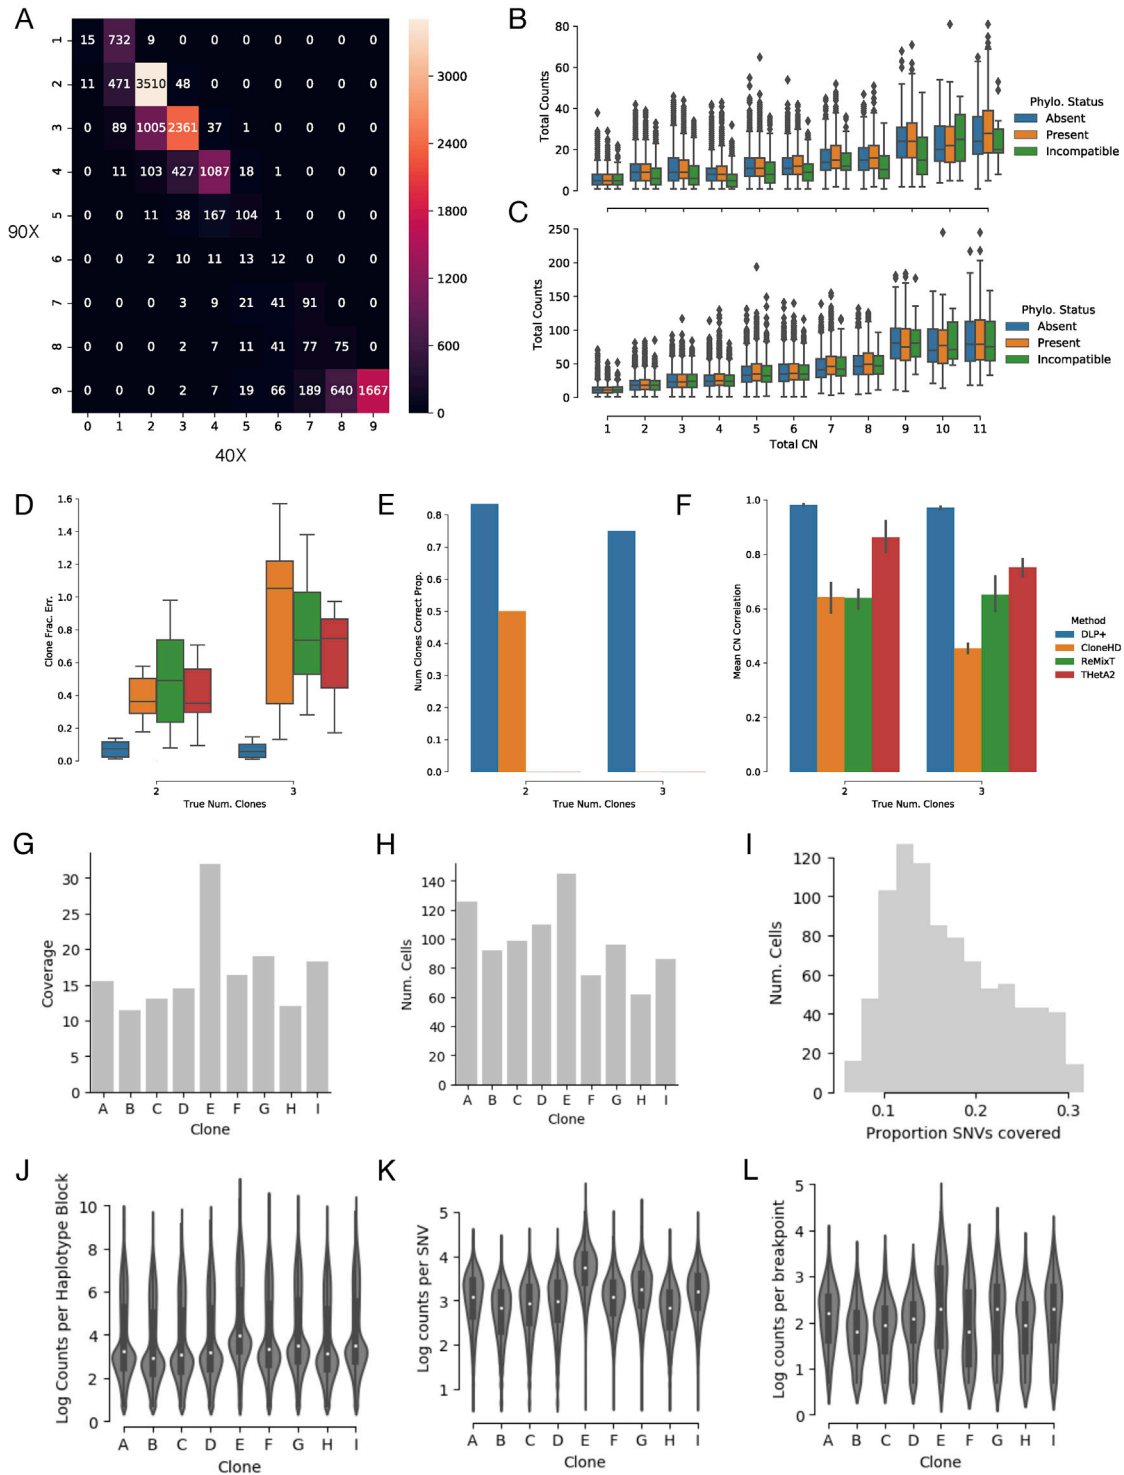 A
1 15 732 9 0 0 0 0 0 0 0
2 11 471 3510 48 0 0 0 0 0 0
3 0 89 1005 2361 37 1 0 0 0 0
4 0 11 103 427 1087 18 1 0 0 0
5 0 0 11 38 167 104 1 0 0 0
6 0 0 2 10 11 13 12 0 0 0
7 0 0 0 3 9 21 41 91 0 0
8 0 0 0 2 7 11 41 77 75 0
9 0 0 0 2 7 19 66 189 640 1667
0 1 2 3 4 5 6 7 8 9
90X
40X
3000
2400
1800
1200
600
0
B
80
60
40
20
0
Total Counts
Phylo. Status
Absent
Present
Incompatible
C
250
200
150
100
50
0
Total Counts
Phylo. Status
Absent
Present
Incompatible
1 2 3 4 5 6 7 8 9 10 11
Total CN
D
1.6
1.4
1.2
1.0
0.8
0.6
0.4
0.2
0.0
Clone Frac. Err.
2 3
True Num. Clones
E
0.8
0.7
0.6
0.5
0.4
0.3
0.2
0.1
0.0
Num Clones Correct Prop.
2 3
True Num. Clones
F
1.0
0.8
0.6
0.4
0.2
0.0
Mean CN Correlation
2 3
True Num. Clones
Method
DLP+
CloneHD
ReMixT
THetA2
G
30
25
20
15
10
5
0
Coverage
A B C D E F G H I
Clone
H
140
120
100
80
60
40
20
0
Num. Cells
A B C D E F G H I
Clone
I
120
100
80
60
40
20
0
Num. Cells
0.1 0.2 0.3
Proportion SNVs covered
J
10
8
6
4
2
0
Log Counts per Haplotype Block
A B C D E F G H I
Clone
K
5
4
3
2
1
Log counts per SNV
A B C D E F G H I
Clone
L
5
4
3
2
1
0
Log counts per breakpoint
A B C D E F G H I
Clone